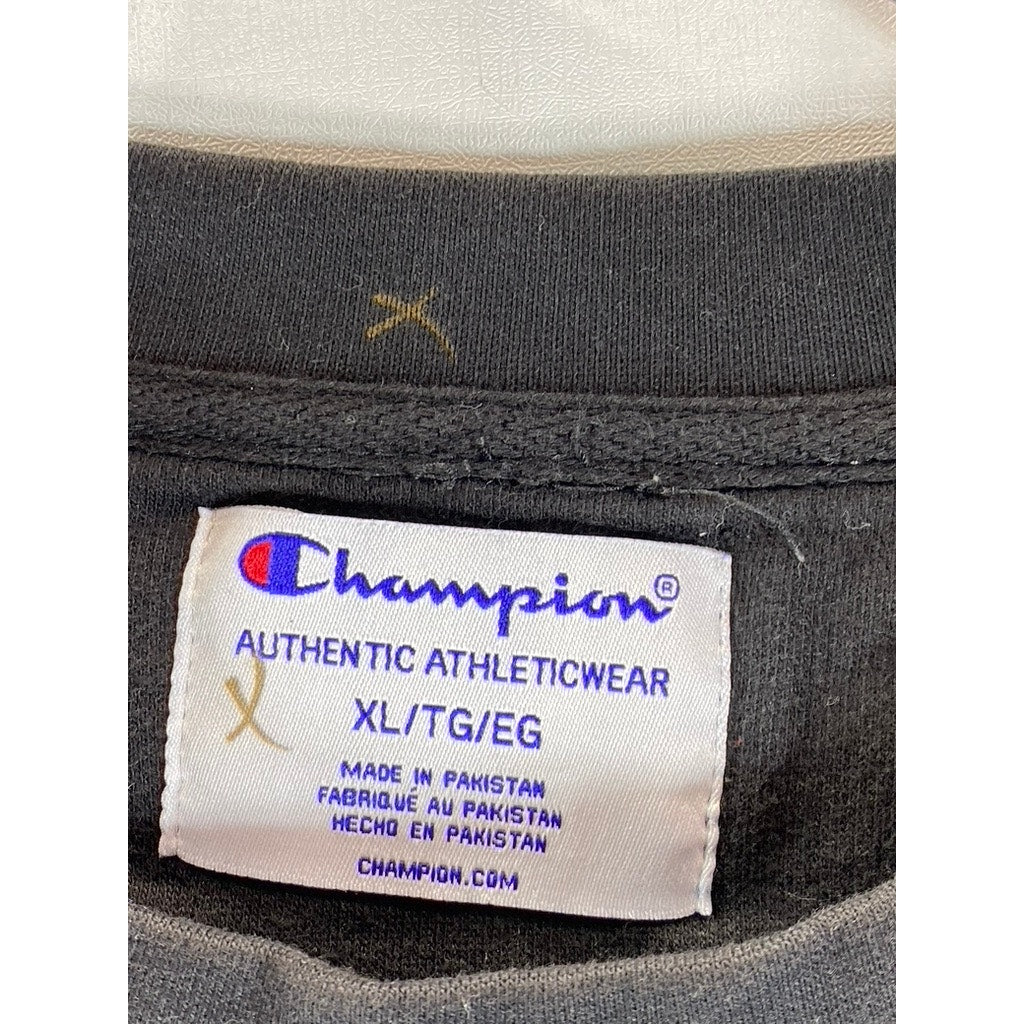 X
Champion®
AUTHENTIC ATHLETICWEAR
X
XL/TG/EG
MADE IN PAKISTAN
FABRIQUÉ AU PAKISTAN
HECHO EN PAKISTAN
CHAMPION.COM